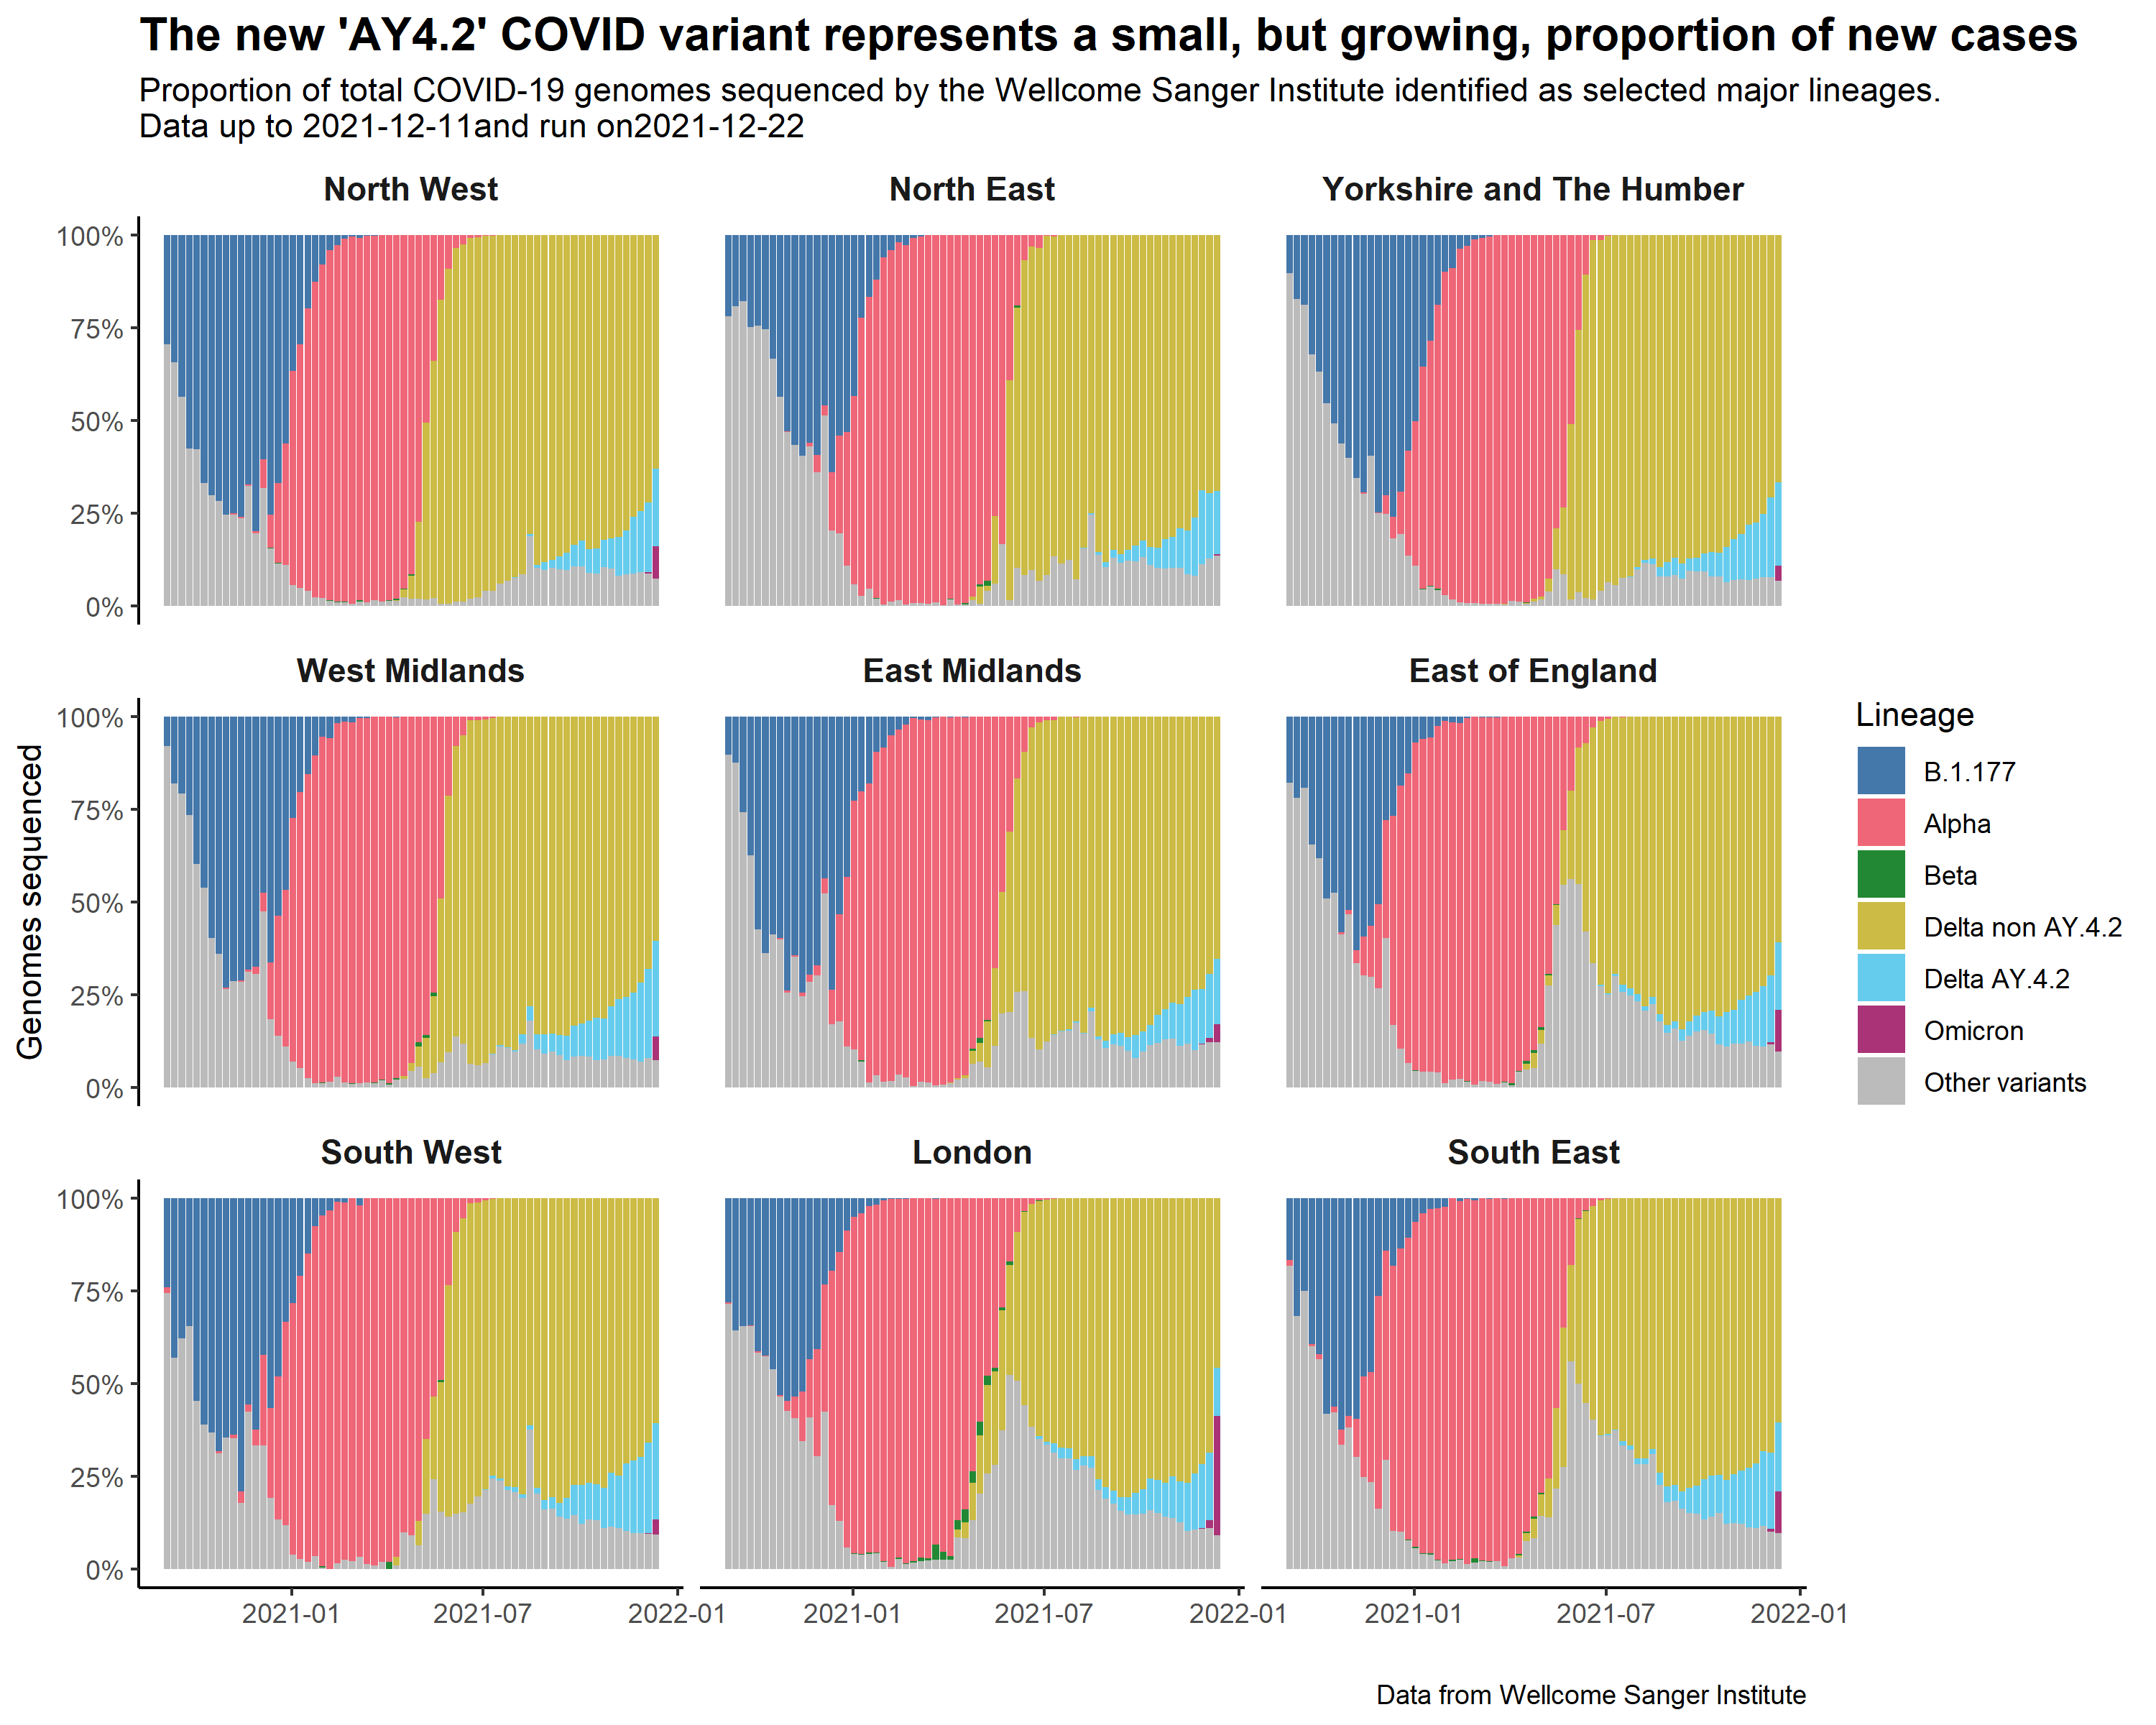 The new 'AY4.2' COVID variant represents a small, but growing, proportion of new cases
Proportion of total COVID-19 genomes sequenced by the Wellcome Sanger Institute identified as selected major lineages.
Data up to 2021-12-11and run on2021-12-22
North West
North East
Yorkshire and The Humber
100%
75%
50%
25%
0%
West Midlands
East Midlands
East of England
100%
75%
50%
25%
0%
Genomes sequenced
Lineage
B.1.177
Alpha
Beta
Delta non AY.4.2
Delta AY.4.2
Omicron
Other variants
South West
London
South East
100%
75%
50%
25%
0%
2021-01
2021-07
2022-01
2021-01
2021-07
2022-01
2021-01
2021-07
2022-01
Data from Wellcome Sanger Institute